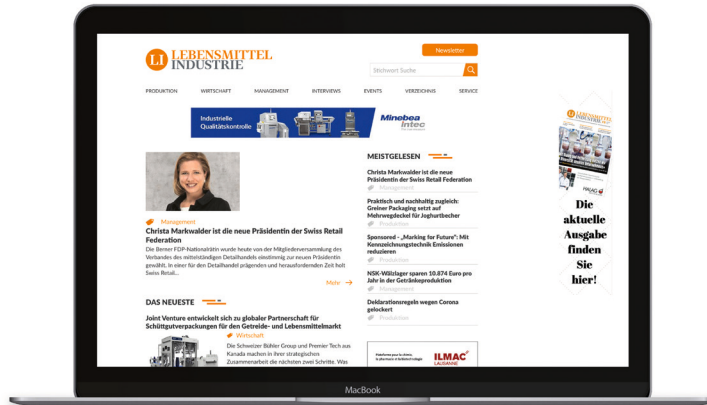 LI LEBENSMITTEL
INDUSTRIE
Newsletter
Stichwort Suche
PRODUKTION WIRTSCHAFT MANAGEMENT INTERVIEWS EVENTS VERZEICHNIS SERVICE
Industrielle
Qualitätskontrolle
Minebea
intec
Management
Christa Markwalder ist die neue Präsidentin der Swiss Retail
Federation
Die Berner FDP-Nationalrätin wurde heute von der Mitgliederversammlung des
Verbandes des mittelständigen Detailhandels einstimmig zur neuen Präsidentin
gewählt. In einer für den Detailhandel prägenden und herausfordernden Zeit holt
Swiss Retail...
Mehr
DAS NEUESTE
Joint Venture entwickelt sich zu globaler Partnerschaft für
Schüttgutverpackungen für den Getreide- und Lebensmittelmarkt
Wirtschaft
Die Schweizer Bühler Group und Premier Tech aus
Kanada machen in ihrer strategischen
Zusammenarbeit die nächsten zwei Schritte. Was
MEISTGELESEN
Christa Markwalder ist die neue
Präsidentin der Swiss Retail Federation
Management
Praktisch und nachhaltig zugleich:
Greiner Packaging setzt auf
Mehrwegdeckel für Joghurtbecher
Produktion
Sponsored - „Marking for Future“: Mit
Kennzeichnungstechnik Emissionen
reduzieren
Produktion
NSK-Wälzlager sparen 10.874 Euro pro
Jahr in der Getränkeproduktion
Management
Deklarationsregeln wegen Corona
gelockert
Produktion
ILMAC
LAUSANNE
LEBENSMITTEL
INDUSTRIE
Die
aktuelle
Ausgabe
finden
Sie
hier!
MacBook